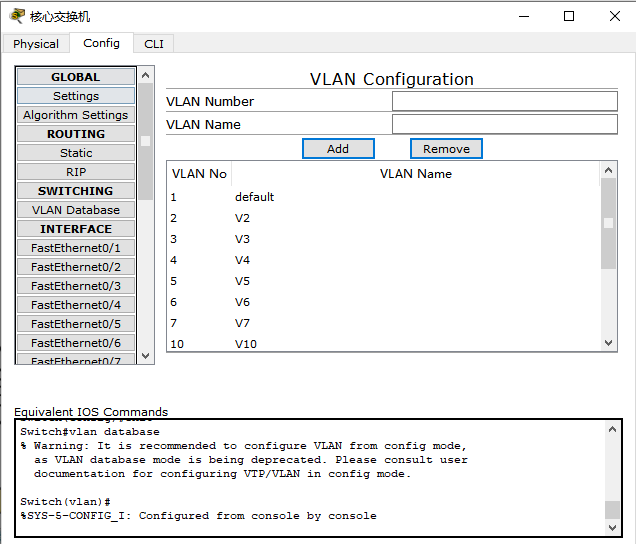 核心交换机
Physical Config CLI
GLOBAL
Settings
Algorithm Settings
ROUTING
Static
RIP
SWITCHING
VLAN Database
INTERFACE
FastEthernet0/1
FastEthernet0/2
FastEthernet0/3
FastEthernet0/4
FastEthernet0/5
FastEthernet0/6
FastEthernet0/7
VLAN Configuration
VLAN Number
VLAN Name
Add Remove
VLAN No VLAN Name
1 default
2 V2
3 V3
4 V4
5 V5
6 V6
7 V7
10 V10
Equivalent IOS Commands
Switch#vlan database
% Warning: It is recommended to configure VLAN from config mode,
as VLAN database mode is being deprecated. Please consult user
documentation for configuring VTP/VLAN in config mode.
Switch(vlan)#
%SYS-5-CONFIG_I: Configured from console by console